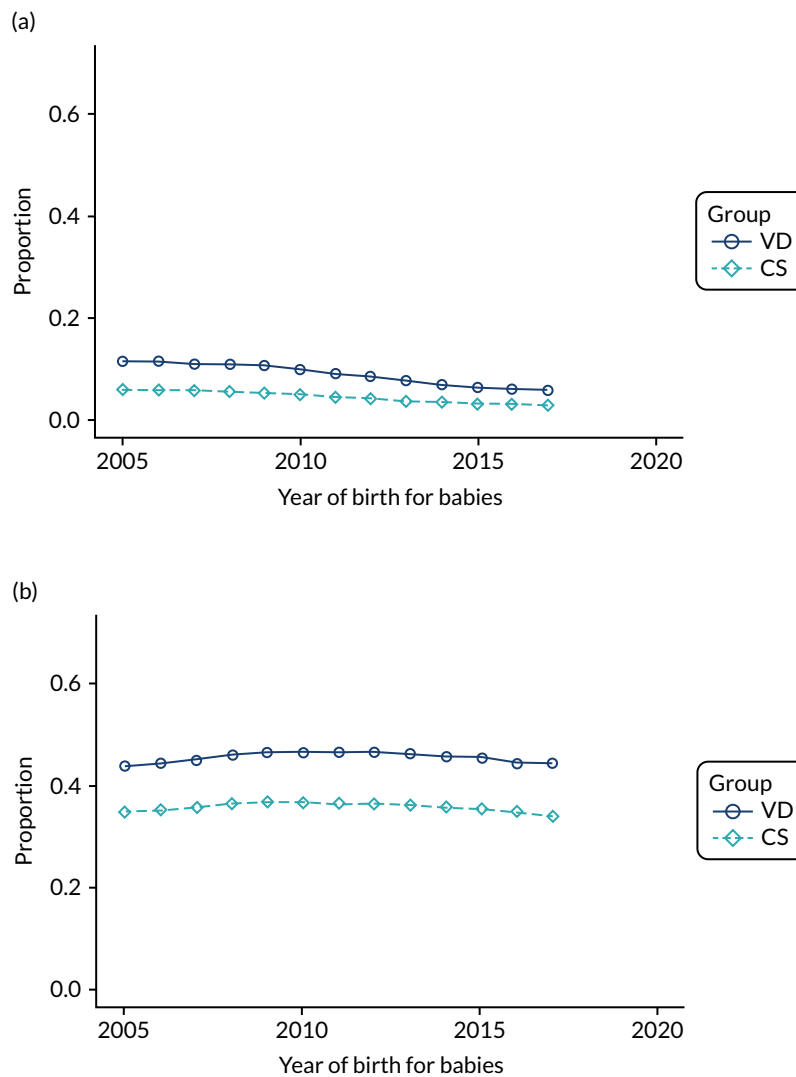 (a)
0.6
0.4
0.2
0.0
Proportion
2005 2010 2015 2020
Year of birth for babies
Group
VD
CS
(b)
0.6
0.4
0.2
0.0
Proportion
2005 2010 2015 2020
Year of birth for babies
Group
VD
CS